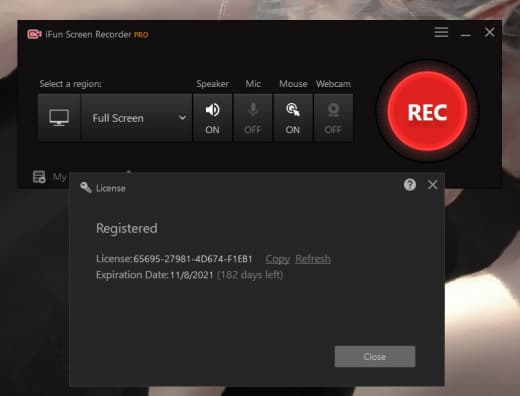 iFun Screen Recorder PRO
Select a region:
Speaker Mic Mouse Webcam
Full Screen
ON OFF ON OFF
REC
My
License
Registered
License: 65695-27981-4D674-F1EB1 Copy Refresh
Expiration Date: 11/8/2021 (182 days left)
Close